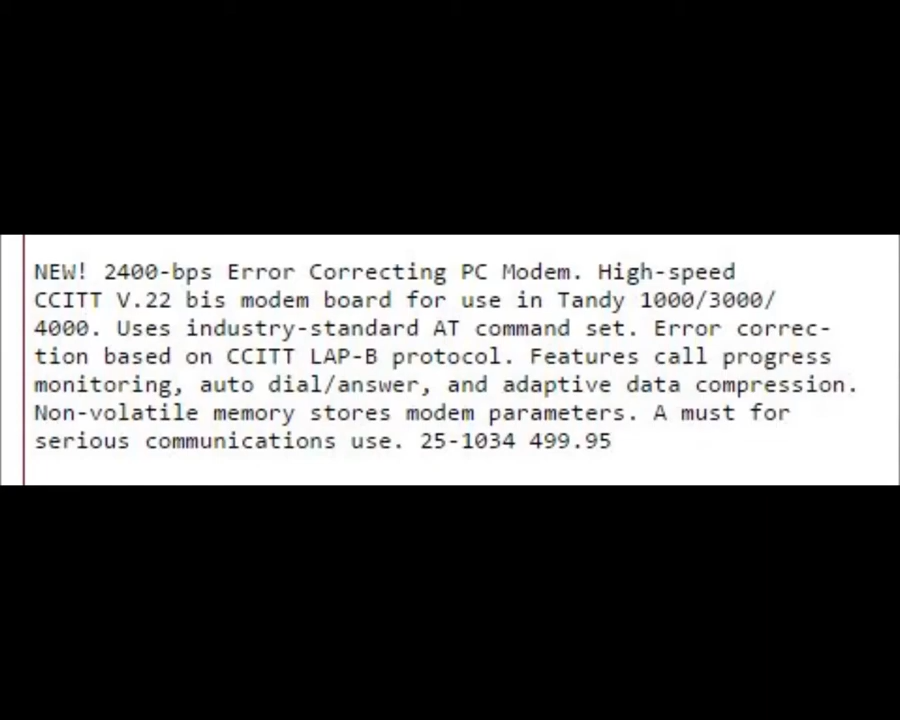 NEW! 2400-bps Error Correcting PC Modem. High-speed
CCITT V.22 bis modem board for use in Tandy 1000/3000/
4000. Uses industry-standard AT command set. Error correc-
tion based on CCITT LAP-B protocol. Features call progress
monitoring, auto dial/answer, and adaptive data compression.
Non-volatile memory stores modem parameters. A must for
serious communications use. 25-1034 499.95